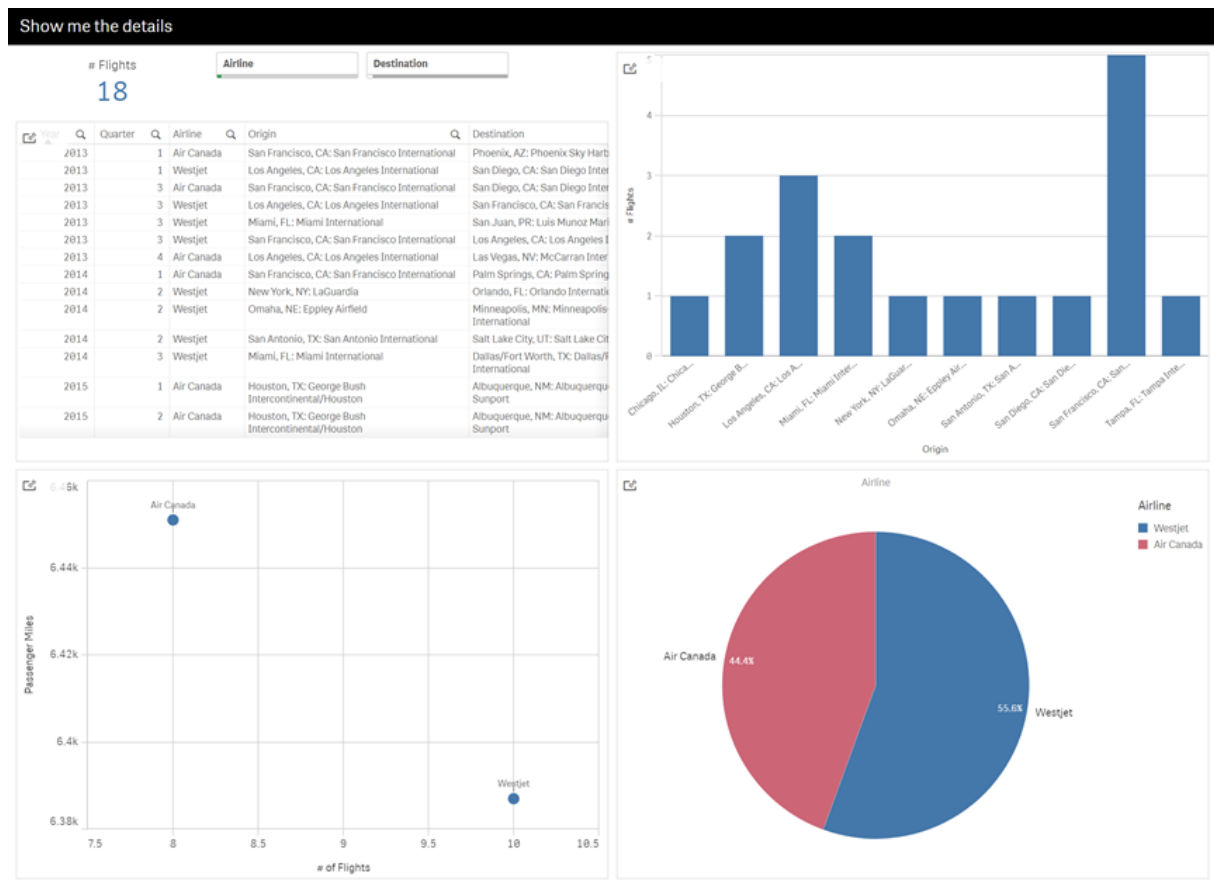 Show me the details
# Flights
18
Airline
Destination
Year Quarter Airline Origin Destination
2013 1 Air Canada San Francisco, CA: San Francisco International Phoenix, AZ: Phoenix Sky Harb
2013 1 Westjet Los Angeles, CA: Los Angeles International San Diego, CA: San Diego Inter
2013 3 Air Canada San Francisco, CA: San Francisco International San Diego, CA: San Diego Inter
2013 3 Westjet Los Angeles, CA: Los Angeles International San Francisco, CA: San Francis
2013 3 Westjet Miami, FL: Miami International San Juan, PR: Luis Munoz Mari
2013 3 Westjet San Francisco, CA: San Francisco International Los Angeles, CA: Los Angeles I
2013 4 Air Canada Los Angeles, CA: Los Angeles International Las Vegas, NV: McCarran Inter
2014 1 Air Canada San Francisco, CA: San Francisco International Palm Springs, CA: Palm Spring
2014 2 Westjet New York, NY: LaGuardia Orlando, FL: Orlando Internati
2014 2 Westjet Omaha, NE: Eppley Airfield Minneapolis, MN: Minneapolis-
International
2014 2 Westjet San Antonio, TX: San Antonio International Salt Lake City, UT: Salt Lake Cit
2014 3 Westjet Miami, FL: Miami International Dallas/Fort Worth, TX: Dallas/F
International
2015 1 Air Canada Houston, TX: George Bush Albuquerque, NM: Albuquerqu
Intercontinental/Houston Sunport
2015 2 Air Canada Houston, TX: George Bush Albuquerque, NM: Albuquerqu
Intercontinental/Houston Sunport
5
4
3
2
1
0
# Flights
Chicago, IL: Chica...
Houston, TX: George B...
Los Angeles, CA: Los A...
Miami, FL: Miami Inter...
New York, NY: LaGuar...
Omaha, NE: Eppley Air...
San Antonio, TX: San A...
San Diego, CA: San Die...
San Francisco, CA: San...
Tampa, FL: Tampa Inte...
Origin
6.46k
6.44k
6.42k
6.4k
6.38k
Passenger Miles
Air Canada
Westjet
7.5 8 8.5 9 9.5 10 10.5
# of Flights
Airline
Airline
Westjet
Air Canada
Air Canada
44.4%
55.6%
Westjet